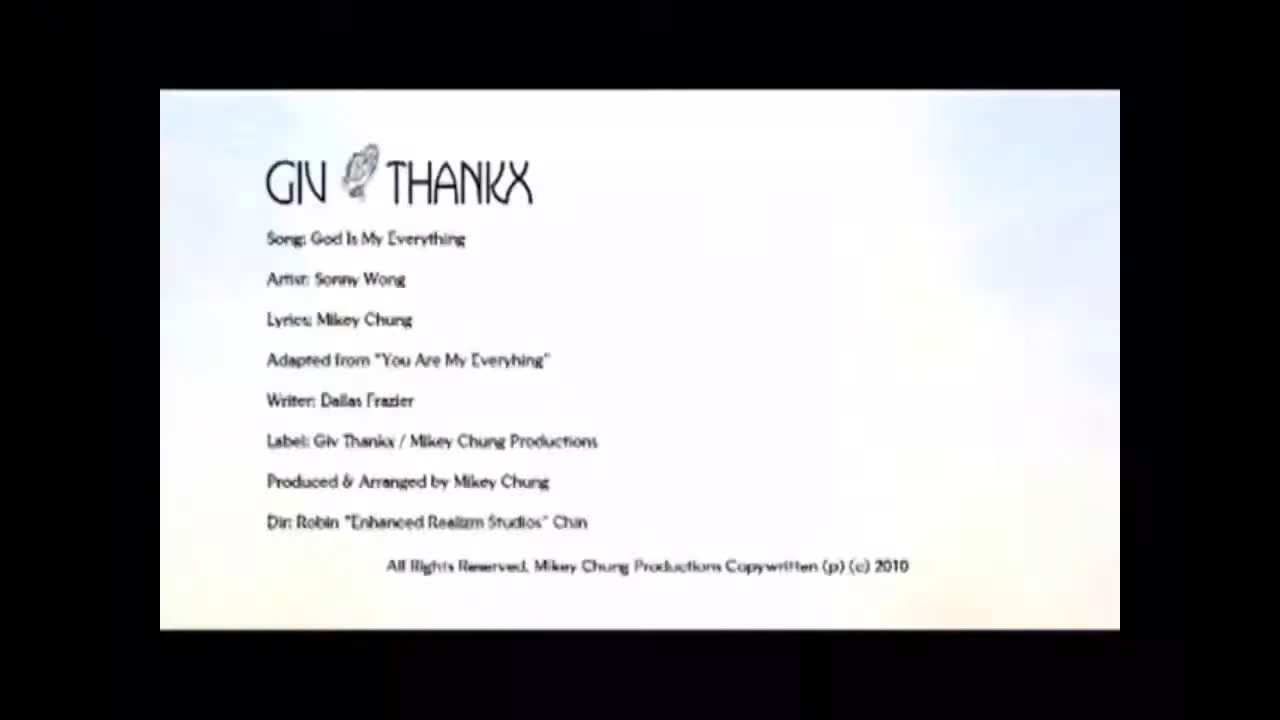 GIV THANKX
Song: God Is My Everything
Artist: Sonny Wong
Lyrics: Mikey Chung
Adapted from "You Are My Everyhing"
Writer: Dallas Frazier
Label: Giv Thankx / Mikey Chung Productions
Produced & Arranged by Mikey Chung
Dir: Robin "Enhanced Realizm Studios" Chin
All Rights Reserved. Mikey Chung Productions Copywritten (p) (c) 2010